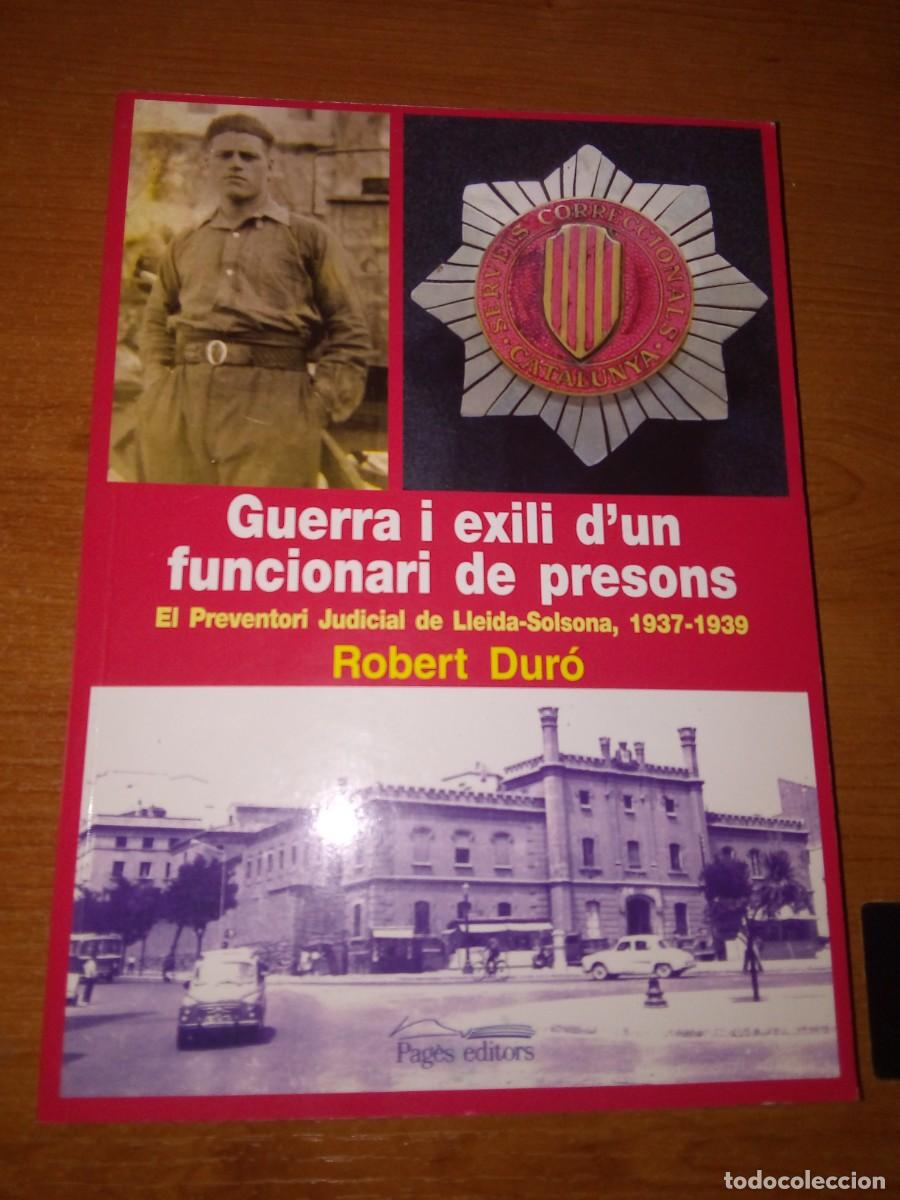 · SERVEIS CORRECCIONALS ·
CATALUNYA
Guerra i exili d'un
funcionari de presons
El Preventori Judicial de Lleida-Solsona, 1937-1939
Robert Duró
Pagès editors
todocoleccion